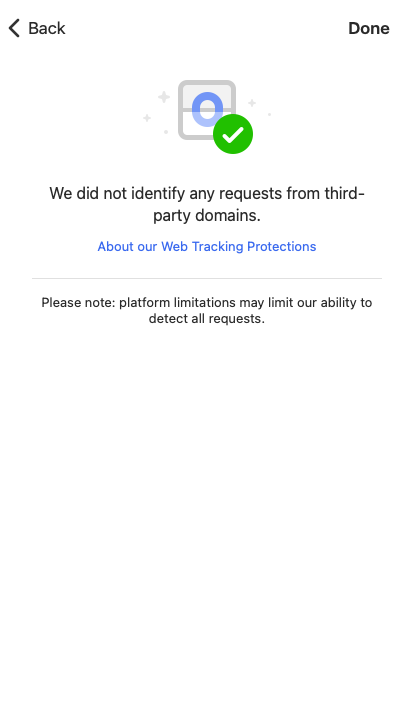 Back
Done
We did not identify any requests from third-
party domains.
About our Web Tracking Protections
Please note: platform limitations may limit our ability to
detect all requests.